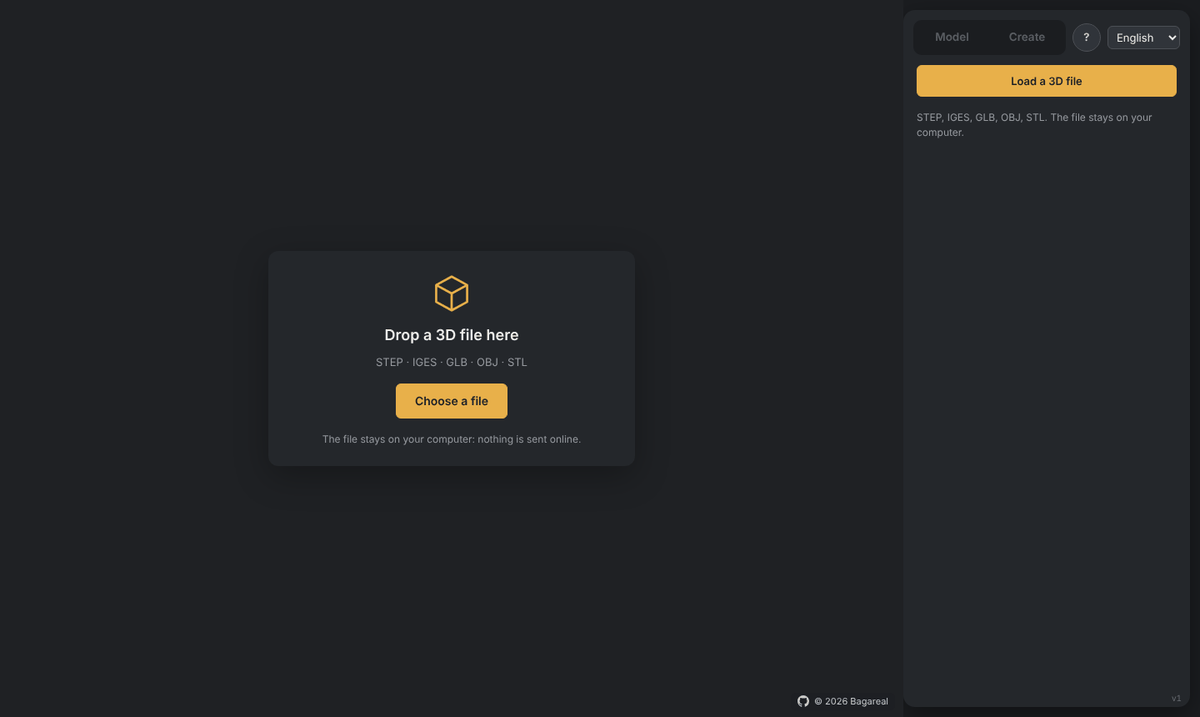 Model
Create
?
English
Load a 3D file
STEP, IGES, GLB, OBJ, STL. The file stays on your
computer.
Drop a 3D file here
STEP · IGES · GLB · OBJ · STL
Choose a file
The file stays on your computer: nothing is sent online.
© 2026 Bagareal
v1